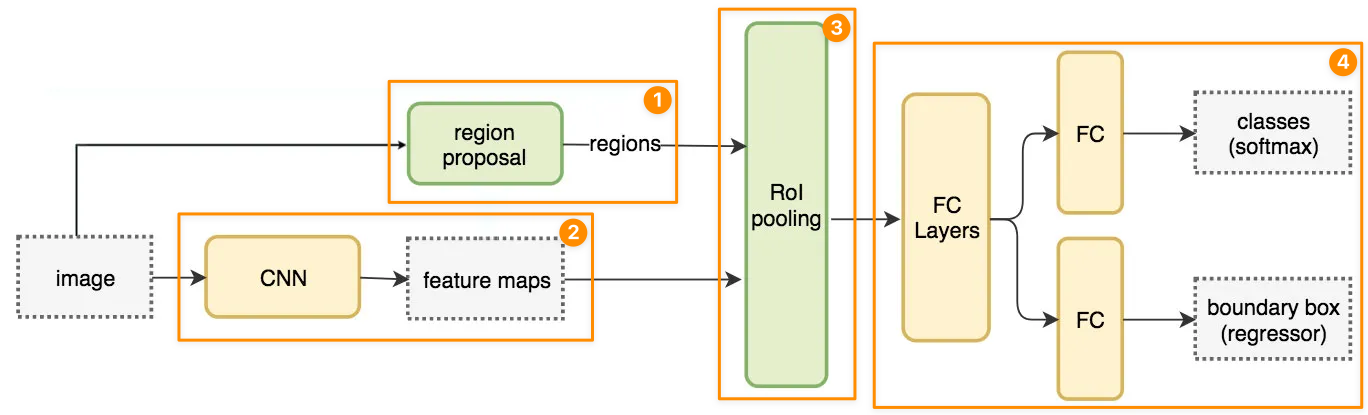 1
region
proposal
regions
2
image
CNN
feature maps
3
RoI
pooling
4
FC
Layers
FC
classes
(softmax)
FC
boundary box
(regressor)